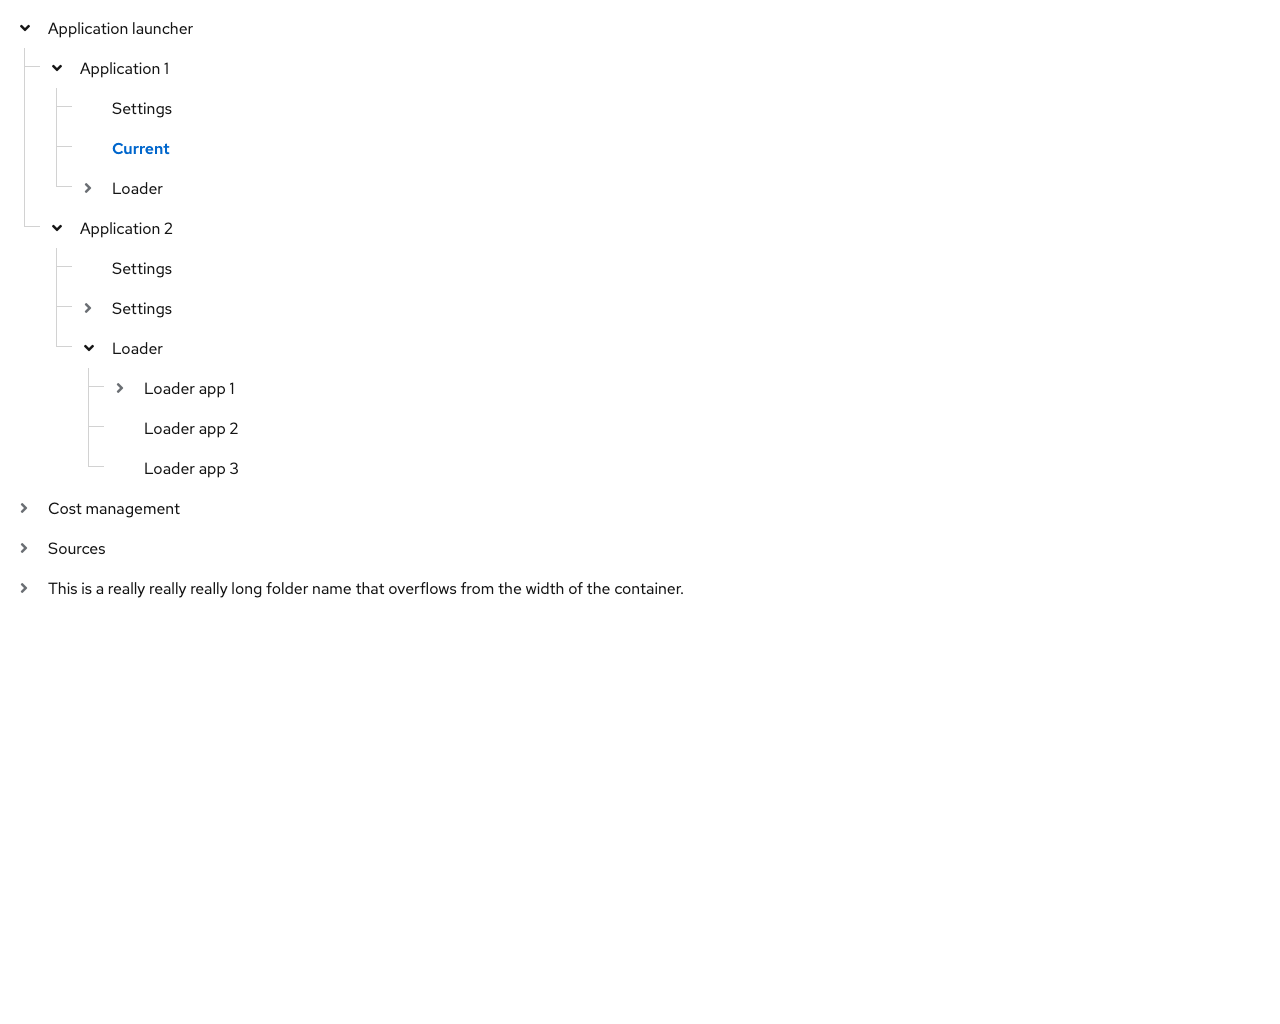 Application launcher
Application 1
Settings
Current
Loader
Application 2
Settings
Settings
Loader
Loader app 1
Loader app 2
Loader app 3
Cost management
Sources
This is a really really really long folder name that overflows from the width of the container.